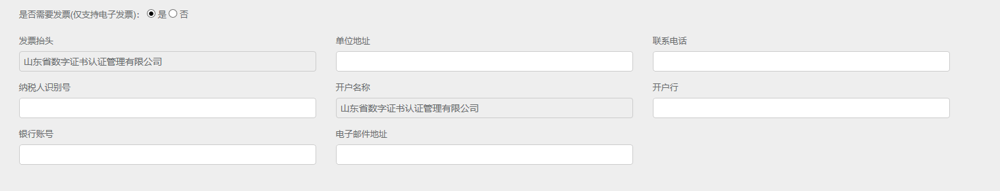 是否需要发票(仅支持电子发票): 是 否
发票抬头 单位地址 联系电话
山东省数字证书认证管理有限公司
纳税人识别号 开户名称 开户行
山东省数字证书认证管理有限公司
银行账号 电子邮件地址